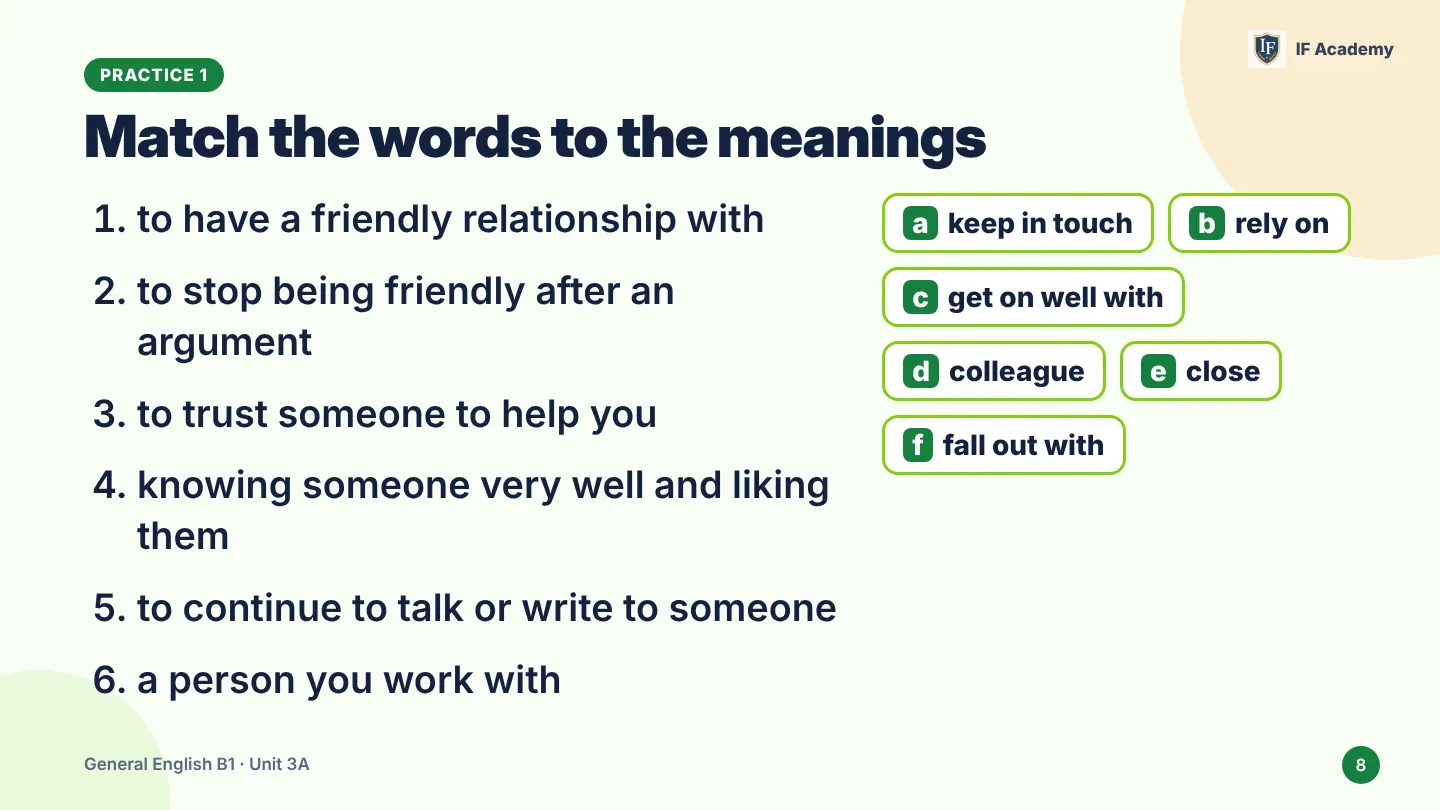 IF Academy
PRACTICE 1
Match the words to the meanings
1. to have a friendly relationship with
2. to stop being friendly after an
argument
3. to trust someone to help you
4. knowing someone very well and liking
them
5. to continue to talk or write to someone
6. a person you work with
a keep in touch
b rely on
c get on well with
d colleague
e close
f fall out with
General English B1 · Unit 3A
8